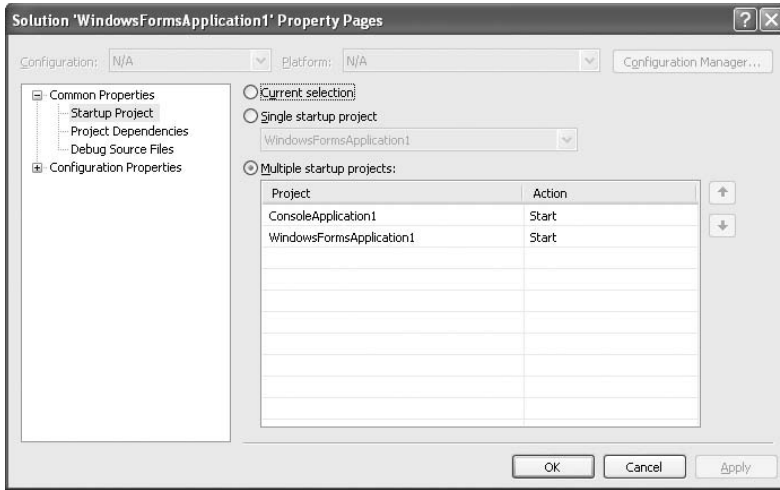 Solution 'WindowsFormsApplication1' Property Pages
Configuration: N/A Platform: N/A Configuration Manager...
Common Properties
Startup Project
Project Dependencies
Debug Source Files
Configuration Properties
Current selection
Single startup project
WindowsFormsApplication1
Multiple startup projects:
Project Action
ConsoleApplication1 Start
WindowsFormsApplication1 Start
OK Cancel Apply